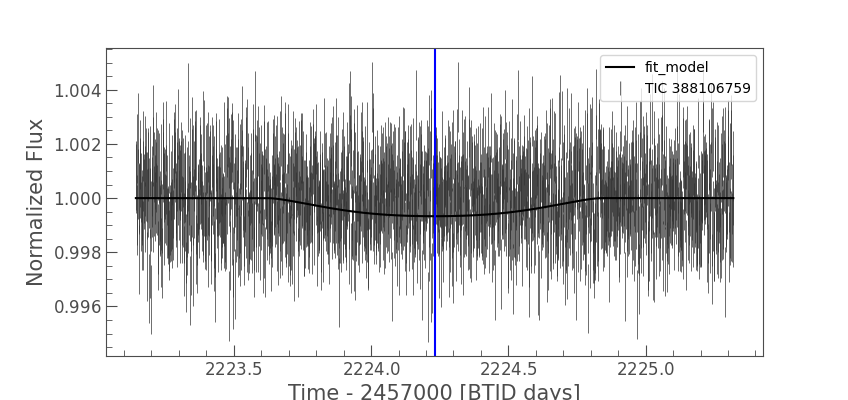 fit_model
TIC 388106759
1.004
1.002
1.000
0.998
0.996
Normalized Flux
2223.5 2224.0 2224.5 2225.0
Time - 2457000 [BTJD days]